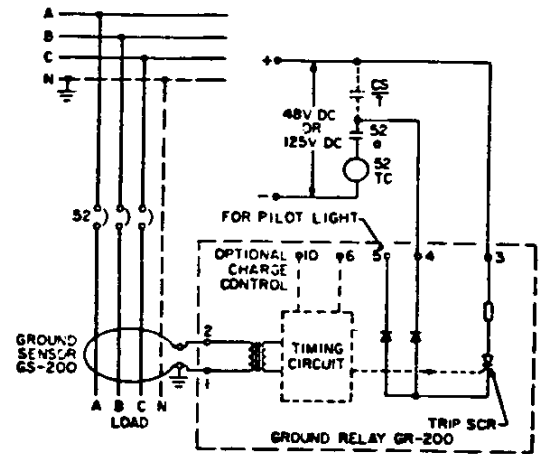 A
B
C
N
+
CS
T
48V DC
OR
125V DC
52
a
52
TC
-
52
FOR PILOT LIGHT
OPTIONAL
CHARGE
CONTROL
10
6
5
4
3
GROUND
SENSOR
GS-200
2
1
TIMING
CIRCUIT
A B C N
LOAD
TRIP SCR
GROUND RELAY GR-200